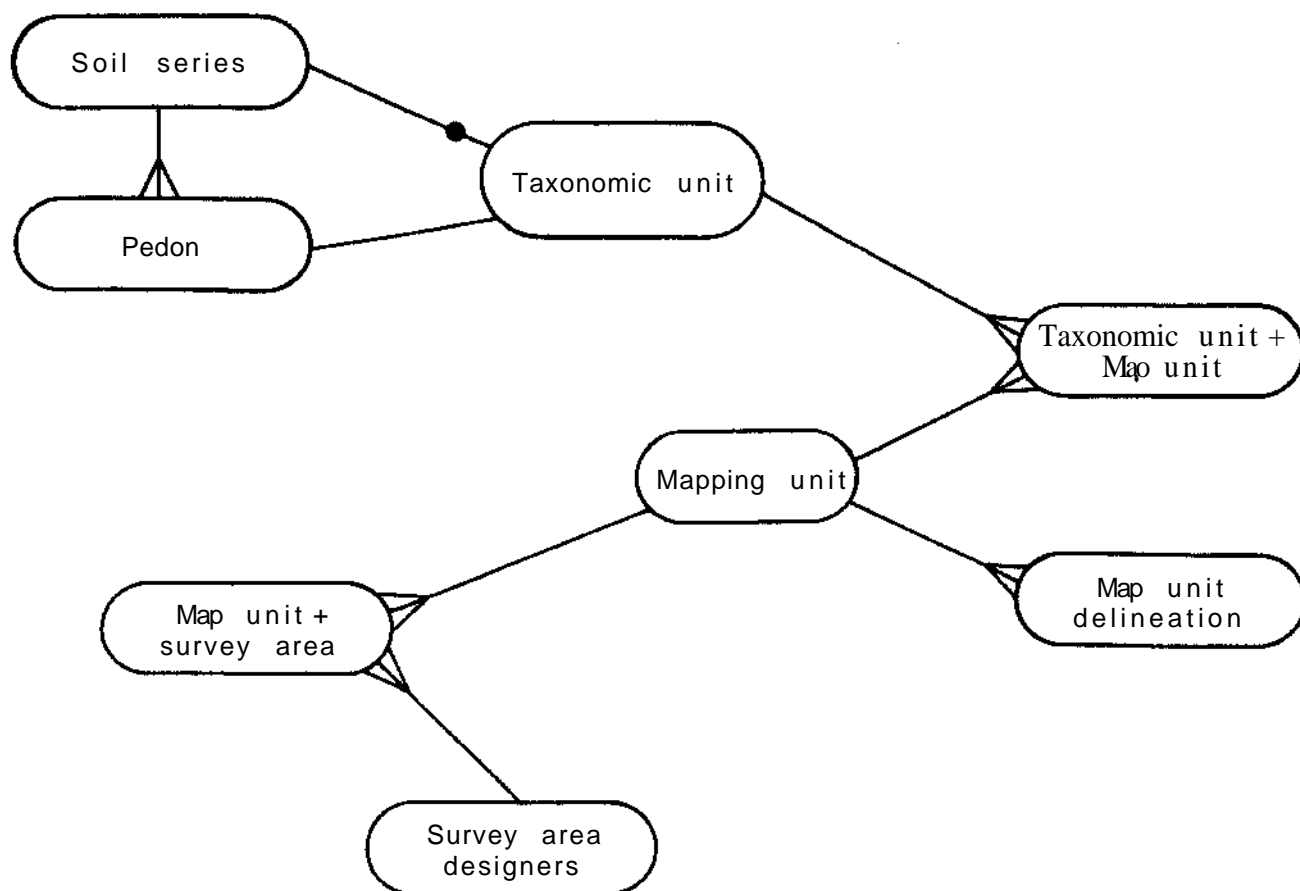 Soil series
Taxonomic unit
Pedon
Taxonomic unit +
Map unit
Mapping unit
Map unit
delineation
Map unit +
survey area
Survey area
designers